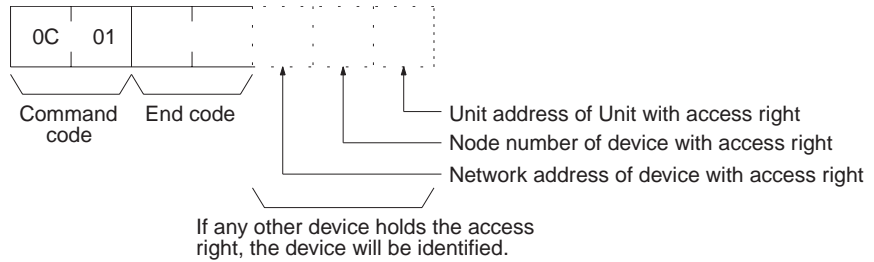 0C 01
Command code
End code
Unit address of Unit with access right
Node number of device with access right
Network address of device with access right
If any other device holds the access
right, the device will be identified.